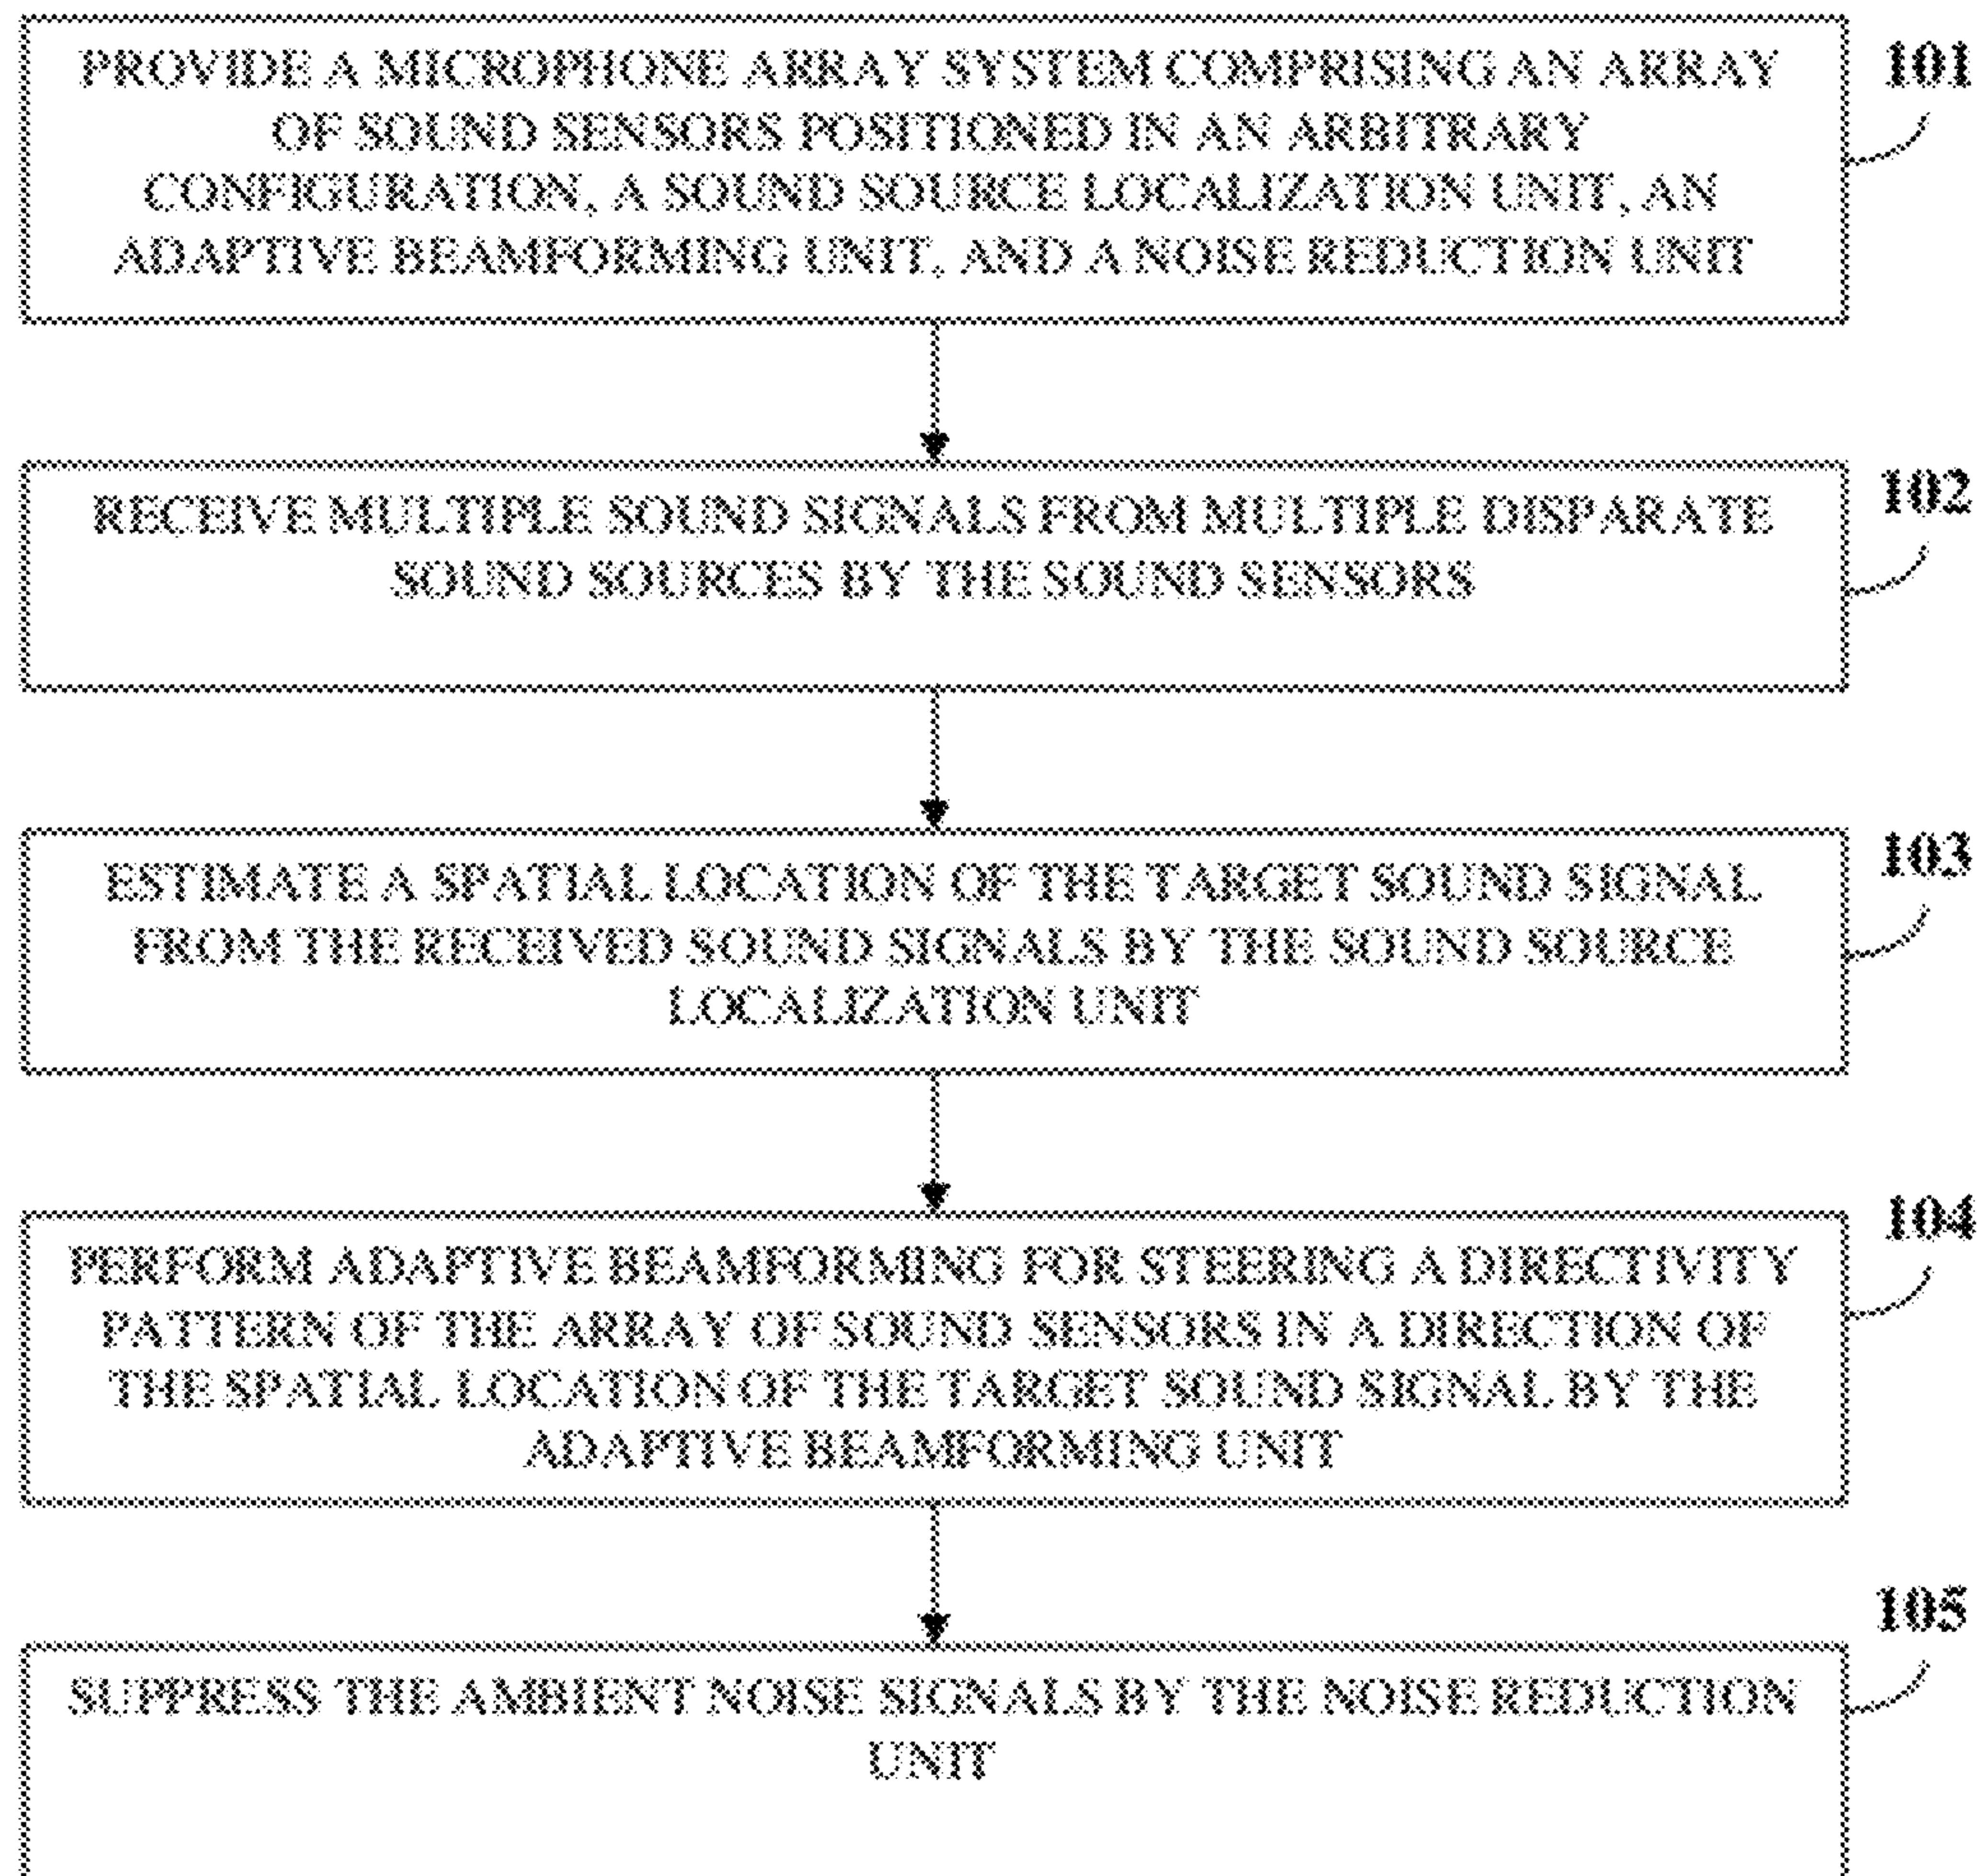 PROVIDE A MICROPHONE ARRAY SYSTEM COMPRISING AN ARRAY
OF SOUND SENSORS POSITIONED IN AN ARBITRARY
CONFIGURATION, A SOUND SOURCE LOCALIZATION UNIT, AN
ADAPTIVE BEAMFORMING UNIT, AND A NOISE REDUCTION UNIT
101
RECEIVE MULTIPLE SOUND SIGNALS FROM MULTIPLE DISPARATE
SOUND SOURCES BY THE SOUND SENSORS
102
ESTIMATE A SPATIAL LOCATION OF THE TARGET SOUND SIGNAL
FROM THE RECEIVED SOUND SIGNALS BY THE SOUND SOURCE
LOCALIZATION UNIT
103
PERFORM ADAPTIVE BEAMFORMING FOR STEERING A DIRECTIVITY
PATTERN OF THE ARRAY OF SOUND SENSORS IN A DIRECTION OF
THE SPATIAL LOCATION OF THE TARGET SOUND SIGNAL BY THE
ADAPTIVE BEAMFORMING UNIT
104
SUPPRESS THE AMBIENT NOISE SIGNALS BY THE NOISE REDUCTION
UNIT
105